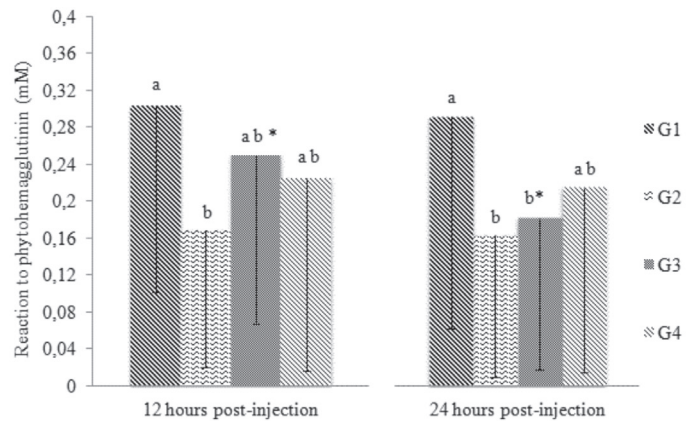 Reaction to phytohemagglutinin (mM)
0,4
0,36
0,32
0,28
0,24
0,2
0,16
0,12
0,08
0,04
0
a
b
a b *
a b
a
b
b*
a b
12 hours post-injection
24 hours post-injection
G1
G2
G3
G4